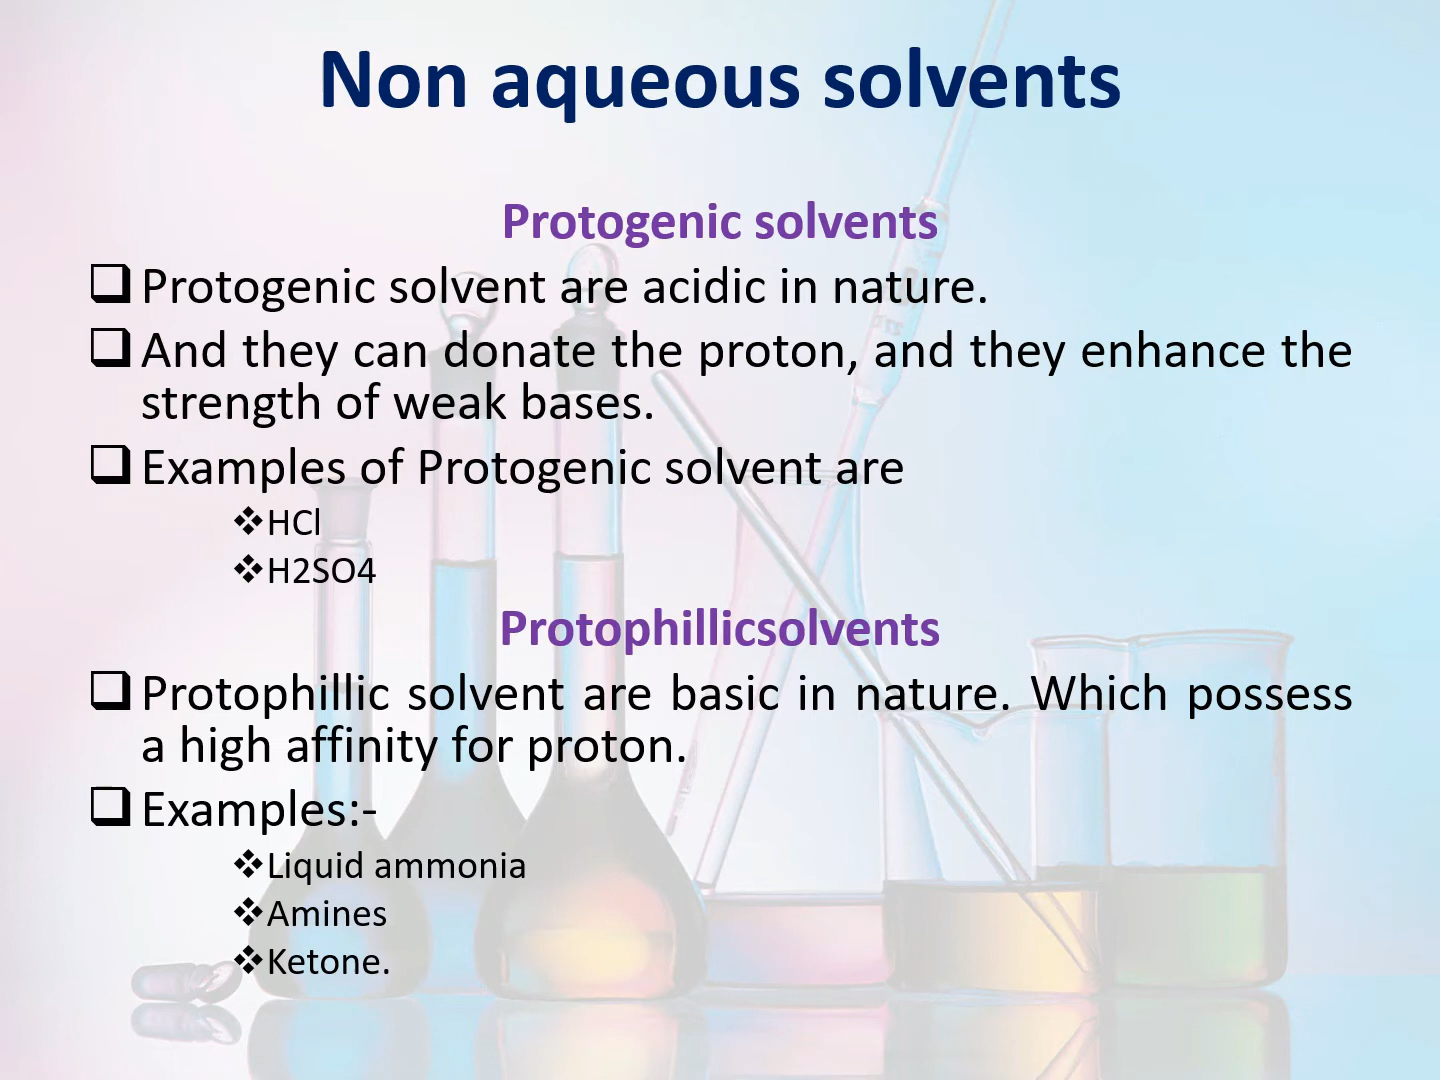 Non aqueous solvents
Protogenic solvents
❑Protogenic solvent are acidic in nature.
❑And they can donate the proton, and they enhance the
strength of weak bases.
❑Examples of Protogenic solvent are
❖HCl
❖H2SO4
Protophillicsolvents
❑Protophillic solvent are basic in nature. Which possess
a high affinity for proton.
❑Examples:-
❖Liquid ammonia
❖Amines
❖Ketone.